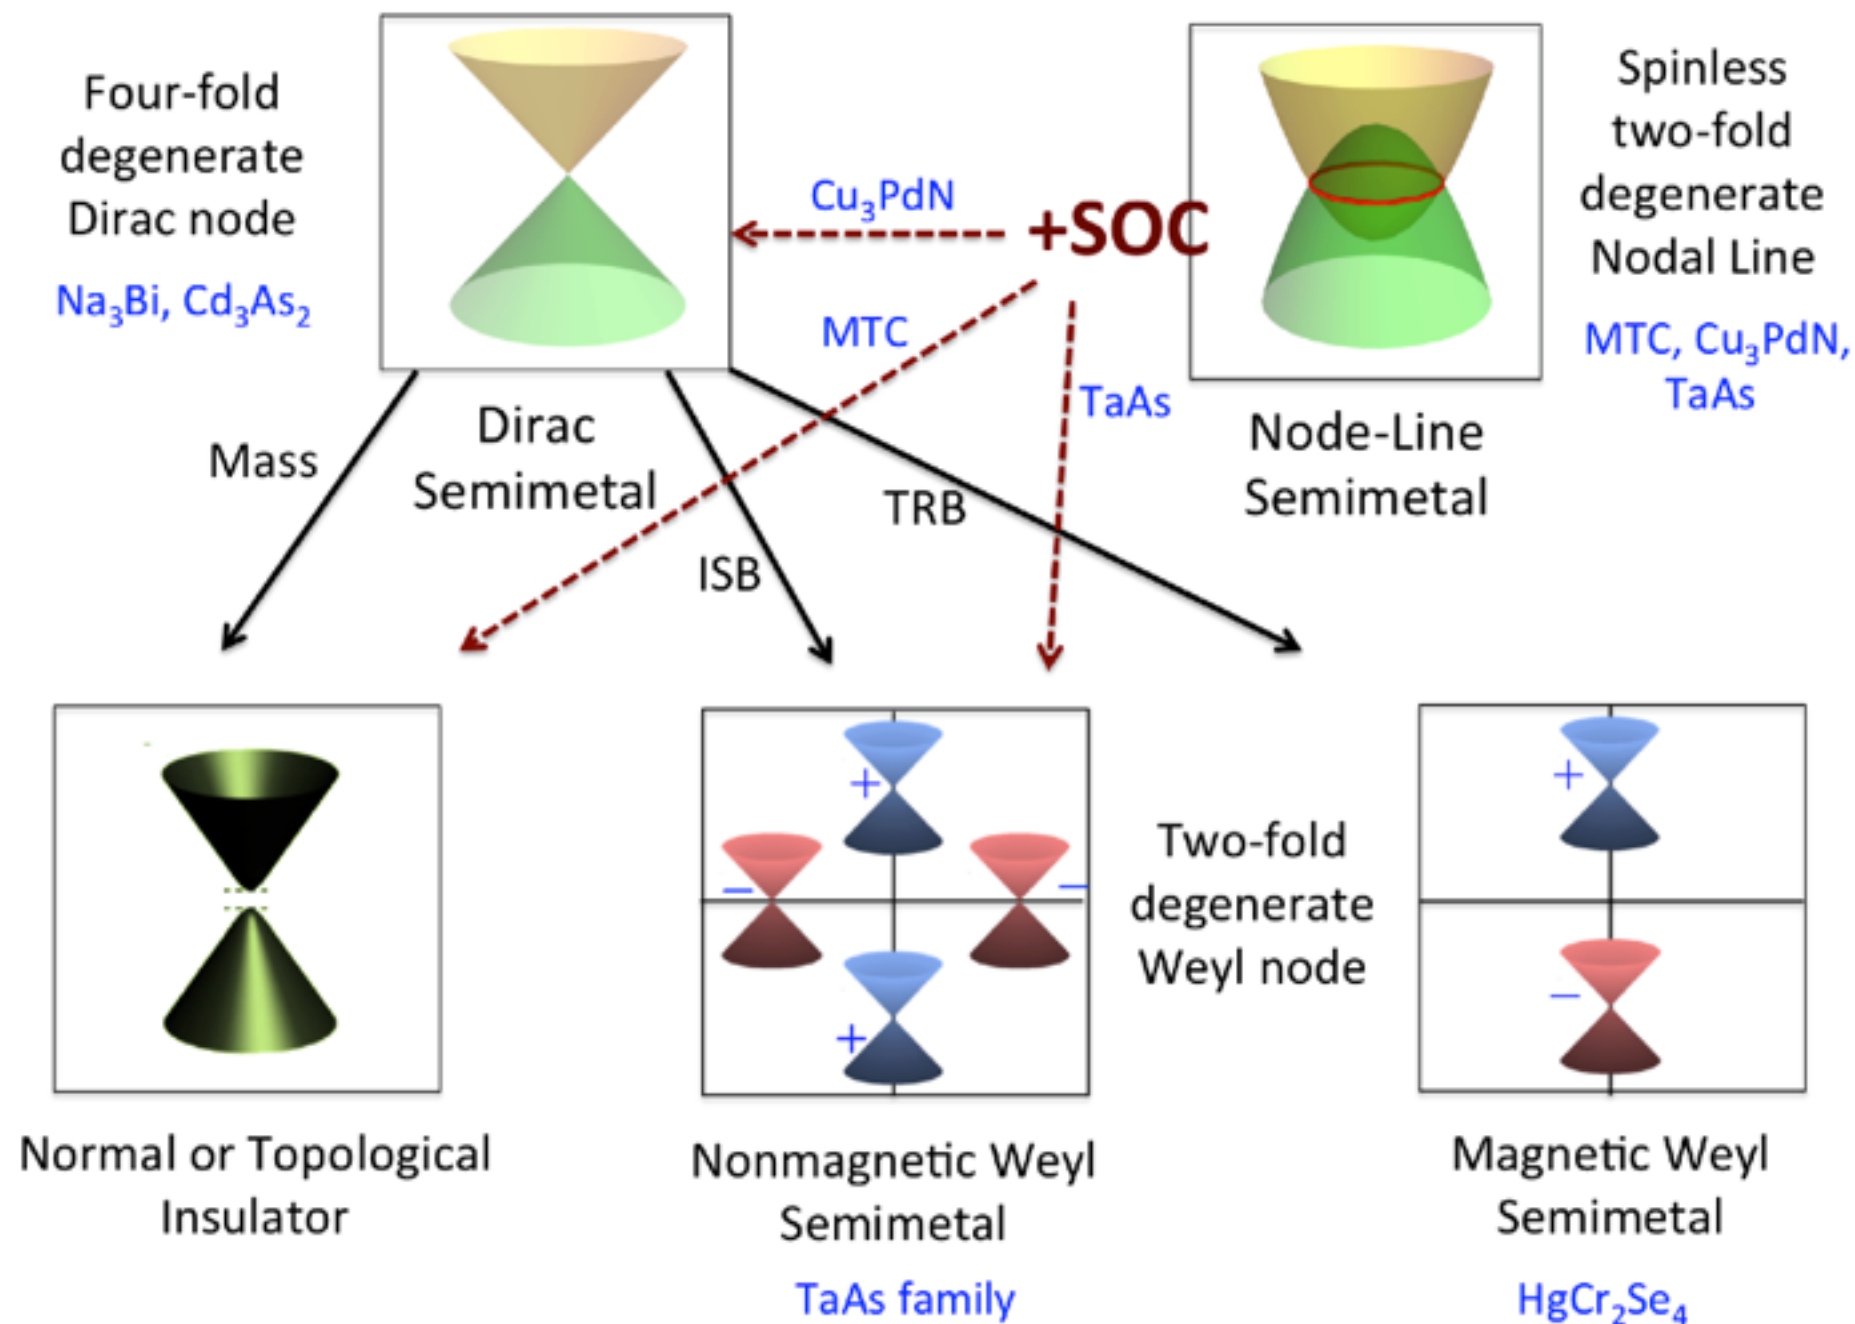 Four-fold
degenerate
Dirac node
Na₃Bi, Cd₃As₂
Cu₃PdN
+SOC
MTC
TaAs
Spinless
two-fold
degenerate
Nodal Line
MTC, Cu₃PdN,
TaAs
Dirac
Semimetal
Node-Line
Semimetal
Mass
ISB
TRB
+
−
−
+
Two-fold
degenerate
Weyl node
+
−
Normal or Topological
Insulator
Nonmagnetic Weyl
Semimetal
TaAs family
Magnetic Weyl
Semimetal
HgCr₂Se₄